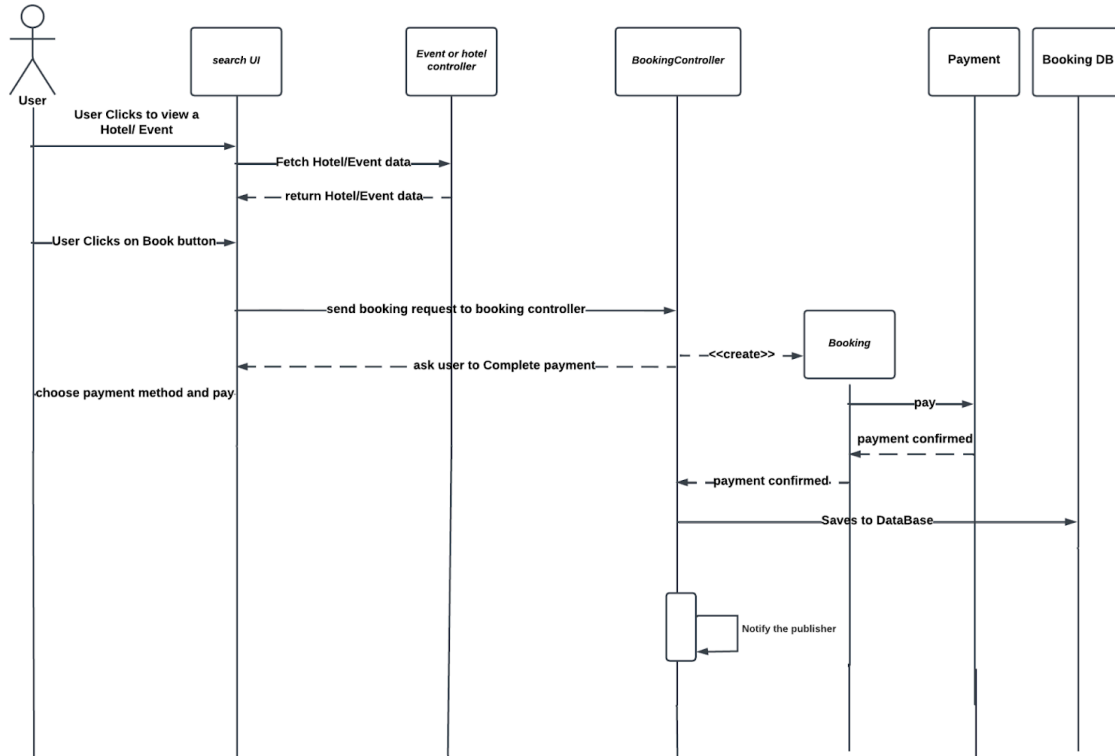 search UI
Event or hotel
controller
BookingController
Payment
Booking DB
User
User Clicks to view a
Hotel/ Event
Fetch Hotel/Event data
return Hotel/Event data
User Clicks on Book button
send booking request to booking controller
Booking
<<create>>
ask user to Complete payment
choose payment method and pay
pay
payment confirmed
payment confirmed
Saves to DataBase
Notify the publisher